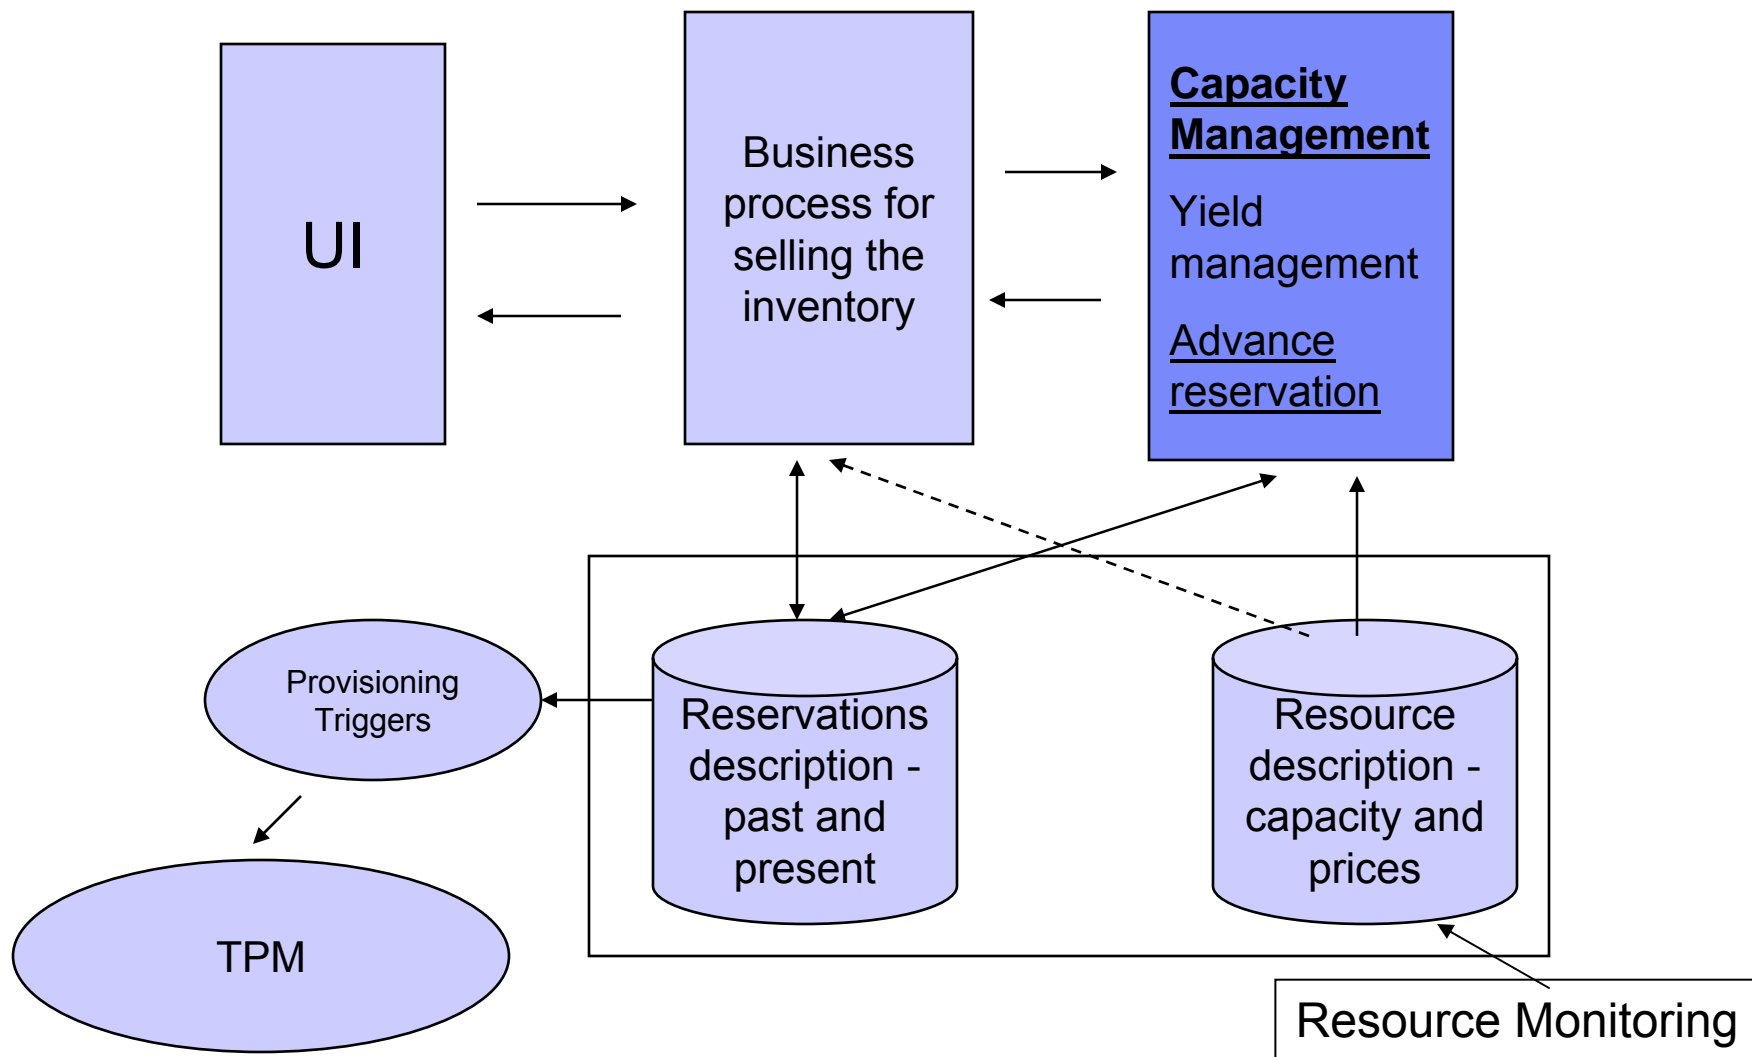 UI
Business
process for
selling the
inventory
Capacity
Management
Yield
management
Advance
reservation
Provisioning
Triggers
Reservations
description -
past and
present
Resource
description -
capacity and
prices
TPM
Resource Monitoring